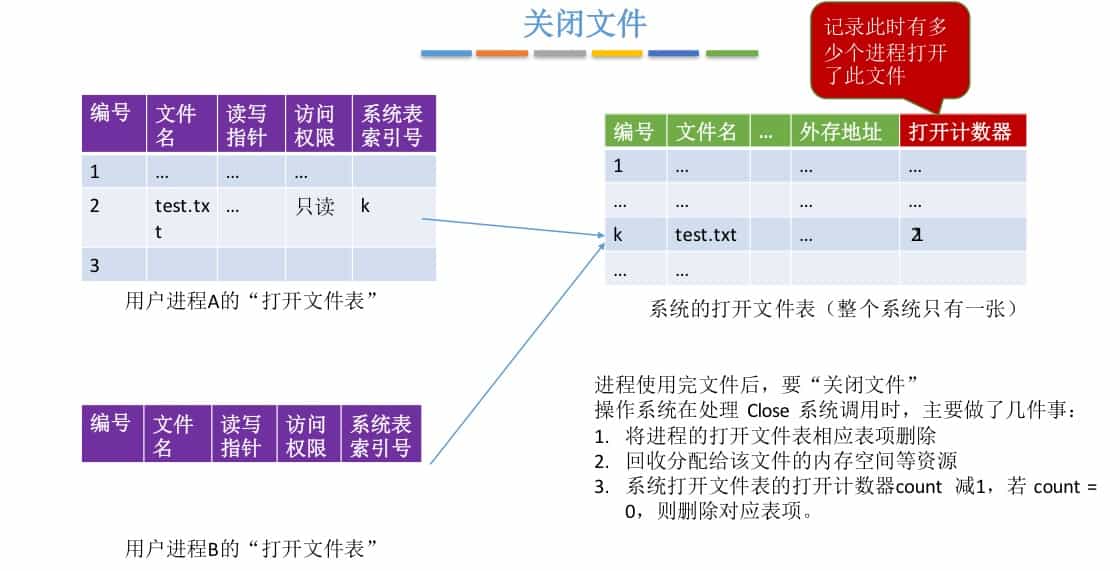 关闭文件
记录此时有多
少个进程打开
了此文件
编号 文件名 读写指针 访问权限 系统表索引号
1 … … …
2 test.txt … 只读 k
3
用户进程A的“打开文件表”
编号 文件名 … 外存地址 打开计数器
1 … … …
… … … …
k test.txt …
… …
系统的打开文件表（整个系统只有一张）
编号 文件名 读写指针 访问权限 系统表索引号
用户进程B的“打开文件表”
进程使用完文件后，要“关闭文件”
操作系统在处理 Close 系统调用时，主要做了几件事：
1. 将进程的打开文件表相应表项删除
2. 回收分配给该文件的内存空间等资源
3. 系统打开文件表的打开计数器count 减1，若 count =
0，则删除对应表项。